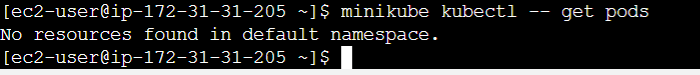 [ec2-user@ip-172-31-31-205 ~]$ minikube kubectl -- get pods
No resources found in default namespace.
[ec2-user@ip-172-31-31-205 ~]$